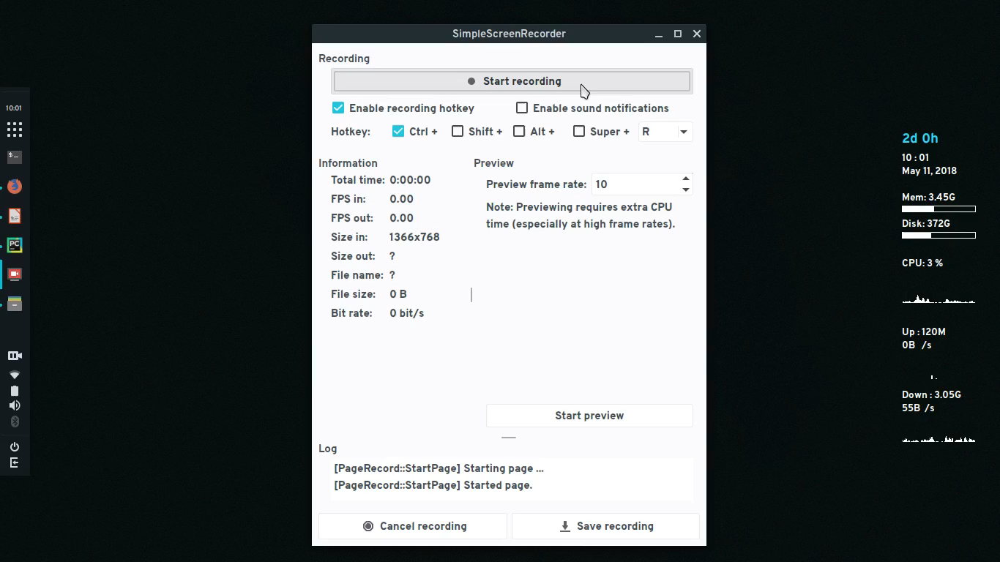 SimpleScreenRecorder
Recording
Start recording
Enable recording hotkey Enable sound notifications
Hotkey: Ctrl + Shift + Alt + Super + R
Information
Total time: 0:00:00
FPS in: 0.00
FPS out: 0.00
Size in: 1366x768
Size out: ?
File name: ?
File size: 0 B
Bit rate: 0 bit/s
Preview
Preview frame rate: 10
Note: Previewing requires extra CPU
time (especially at high frame rates).
Start preview
Log
[PageRecord::StartPage] Starting page ...
[PageRecord::StartPage] Started page.
Cancel recording Save recording
10:01
$_
PC
2d 0h
10 : 01
May 11, 2018
Mem: 3.45G
Disk: 372G
CPU: 3 %
Up : 120M
0B /s
Down : 3.05G
55B /s